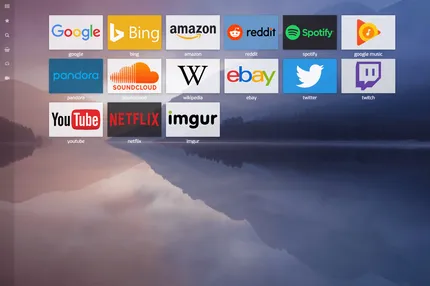 Google
Bing
amazon
reddit
Spotify
google
bing
amazon
reddit
spotify
google music
pandora
SOUNDCLOUD
W
ebay
pandora
soundcloud
wikipedia
ebay
twitter
twitch
YouTube
NETFLIX
imgur
youtube
netflix
imgur